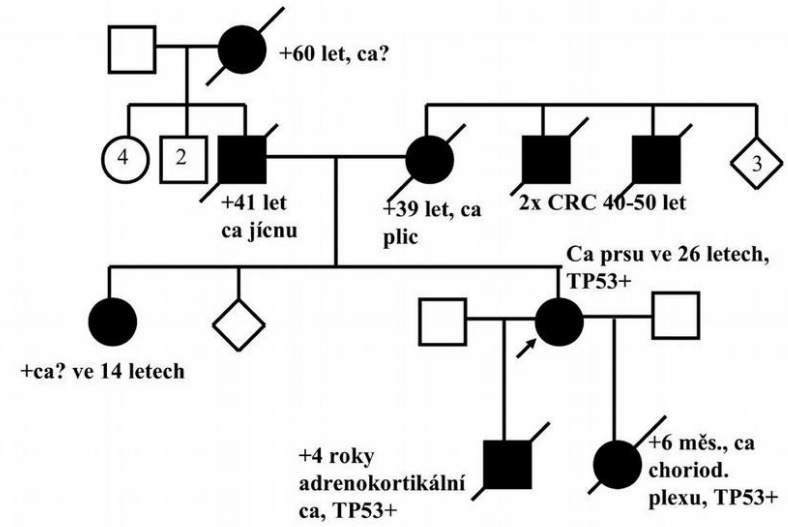 +60 let, ca?
4
2
3
+41 let
ca jícnu
+39 let, ca
plic
2x CRC 40-50 let
Ca prsu ve 26 letech,
TP53+
+ca? ve 14 letech
+4 roky
adrenokortikální
ca, TP53+
+6 měs., ca
choriod.
plexu, TP53+